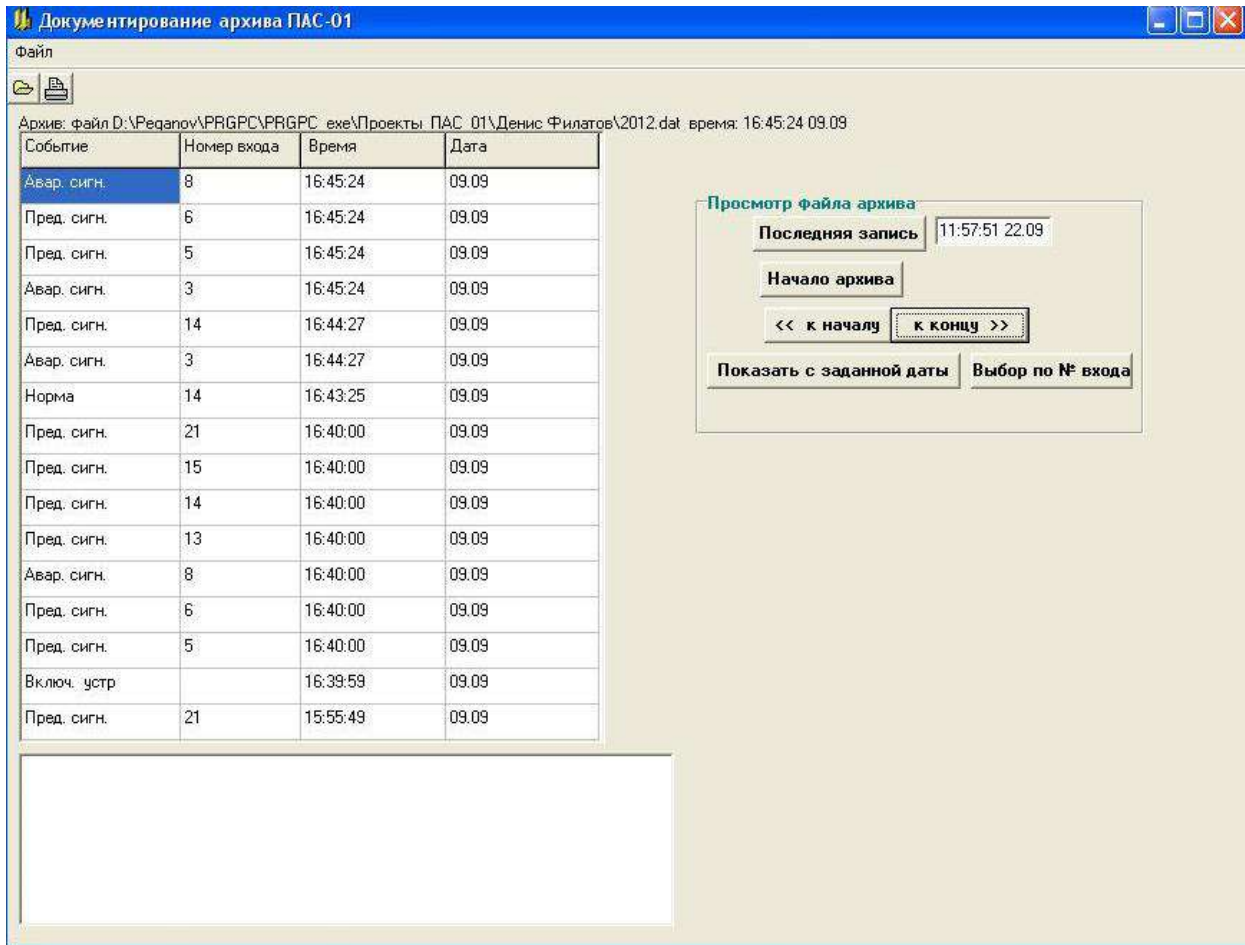 Документирование архива ПАС-01
Файл
Архив: файл D:\Peganov\PRGPC\PRGPC_exe\Проекты_ПАС_01\Денис Филатов\2012.dat время: 16:45:24 09.09
Событие Номер входа Время Дата
Авар. сигн. 8 16:45:24 09.09
Пред. сигн. 6 16:45:24 09.09
Пред. сигн. 5 16:45:24 09.09
Авар. сигн. 3 16:45:24 09.09
Пред. сигн. 14 16:44:27 09.09
Авар. сигн. 3 16:44:27 09.09
Норма 14 16:43:25 09.09
Пред. сигн. 21 16:40:00 09.09
Пред. сигн. 15 16:40:00 09.09
Пред. сигн. 14 16:40:00 09.09
Пред. сигн. 13 16:40:00 09.09
Авар. сигн. 8 16:40:00 09.09
Пред. сигн. 6 16:40:00 09.09
Пред. сигн. 5 16:40:00 09.09
Включ. устр 16:39:59 09.09
Пред. сигн. 21 15:55:49 09.09
Просмотр файла архива
Последняя запись 11:57:51 22.09
Начало архива
<< к началу к концу >>
Показать с заданной даты Выбор по № входа